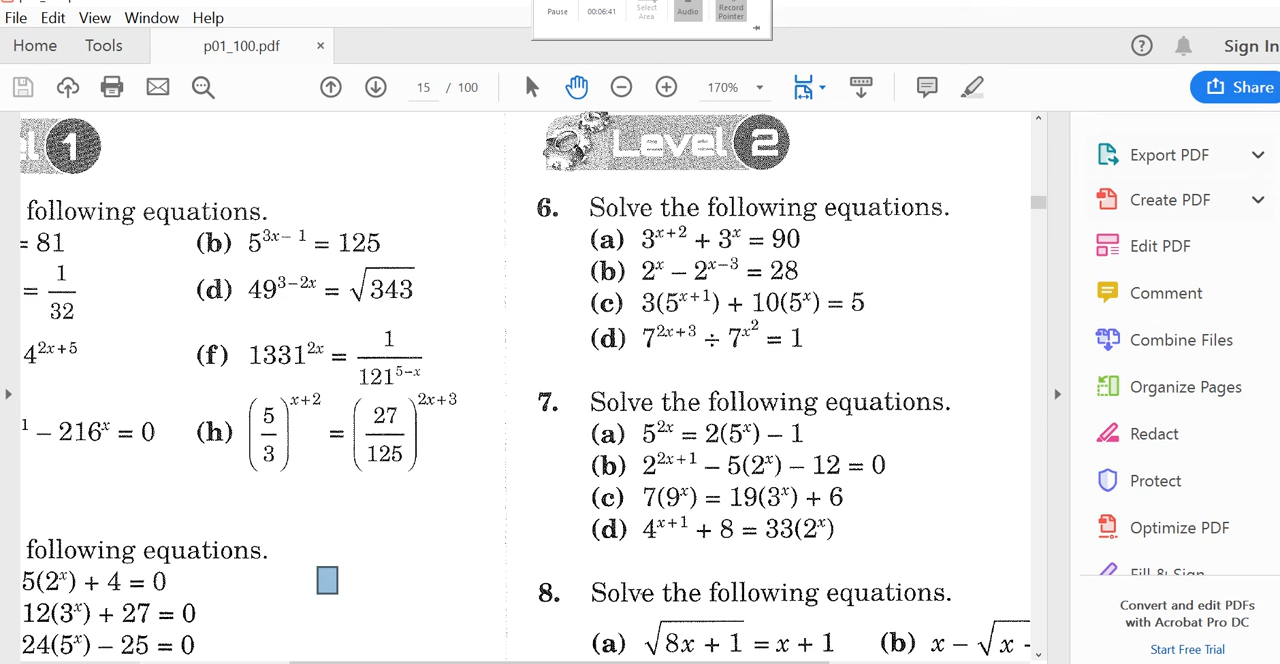 File Edit View Window Help
Pause 00:06:41 Select Area Audio Record Pointer
Home Tools p01_100.pdf × Sign In
15 / 100 170% Share
1
Level 2
following equations.
= 81 (b) 5^{3x−1} = 125
= 1/32 (d) 49^{3−2x} = √343
4^{2x+5} (f) 1331^{2x} = 1/121^{5−x}
1 − 216^x = 0 (h) (5/3)^{x+2} = (27/125)^{2x+3}
following equations.
5(2^x) + 4 = 0
12(3^x) + 27 = 0
24(5^x) − 25 = 0
6. Solve the following equations.
(a) 3^{x+2} + 3^x = 90
(b) 2^x − 2^{x−3} = 28
(c) 3(5^{x+1}) + 10(5^x) = 5
(d) 7^{2x+3} ÷ 7^{x^2} = 1
7. Solve the following equations.
(a) 5^{2x} = 2(5^x) − 1
(b) 2^{2x+1} − 5(2^x) − 12 = 0
(c) 7(9^x) = 19(3^x) + 6
(d) 4^{x+1} + 8 = 33(2^x)
8. Solve the following equations.
(a) √(8x + 1) = x + 1 (b) x − √x −
Export PDF
Create PDF
Edit PDF
Comment
Combine Files
Organize Pages
Redact
Protect
Optimize PDF
Fill & Sign
Convert and edit PDFs
with Acrobat Pro DC
Start Free Trial